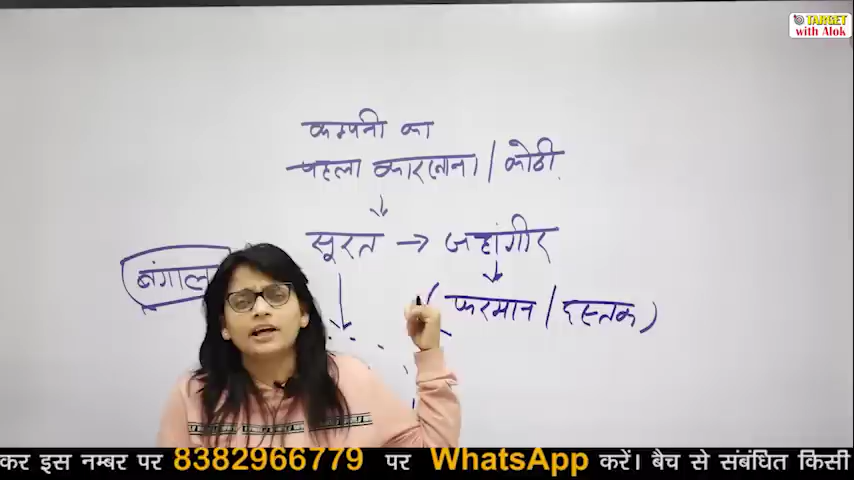 TARGET
with Alok
कम्पनी का
पहला कारखाना / कोठी
सूरत → जहांगीर
बंगाल
( फरमान / दस्तक )
कर इस नम्बर पर 8382966779 पर WhatsApp करें। बैच से संबंधित किसी